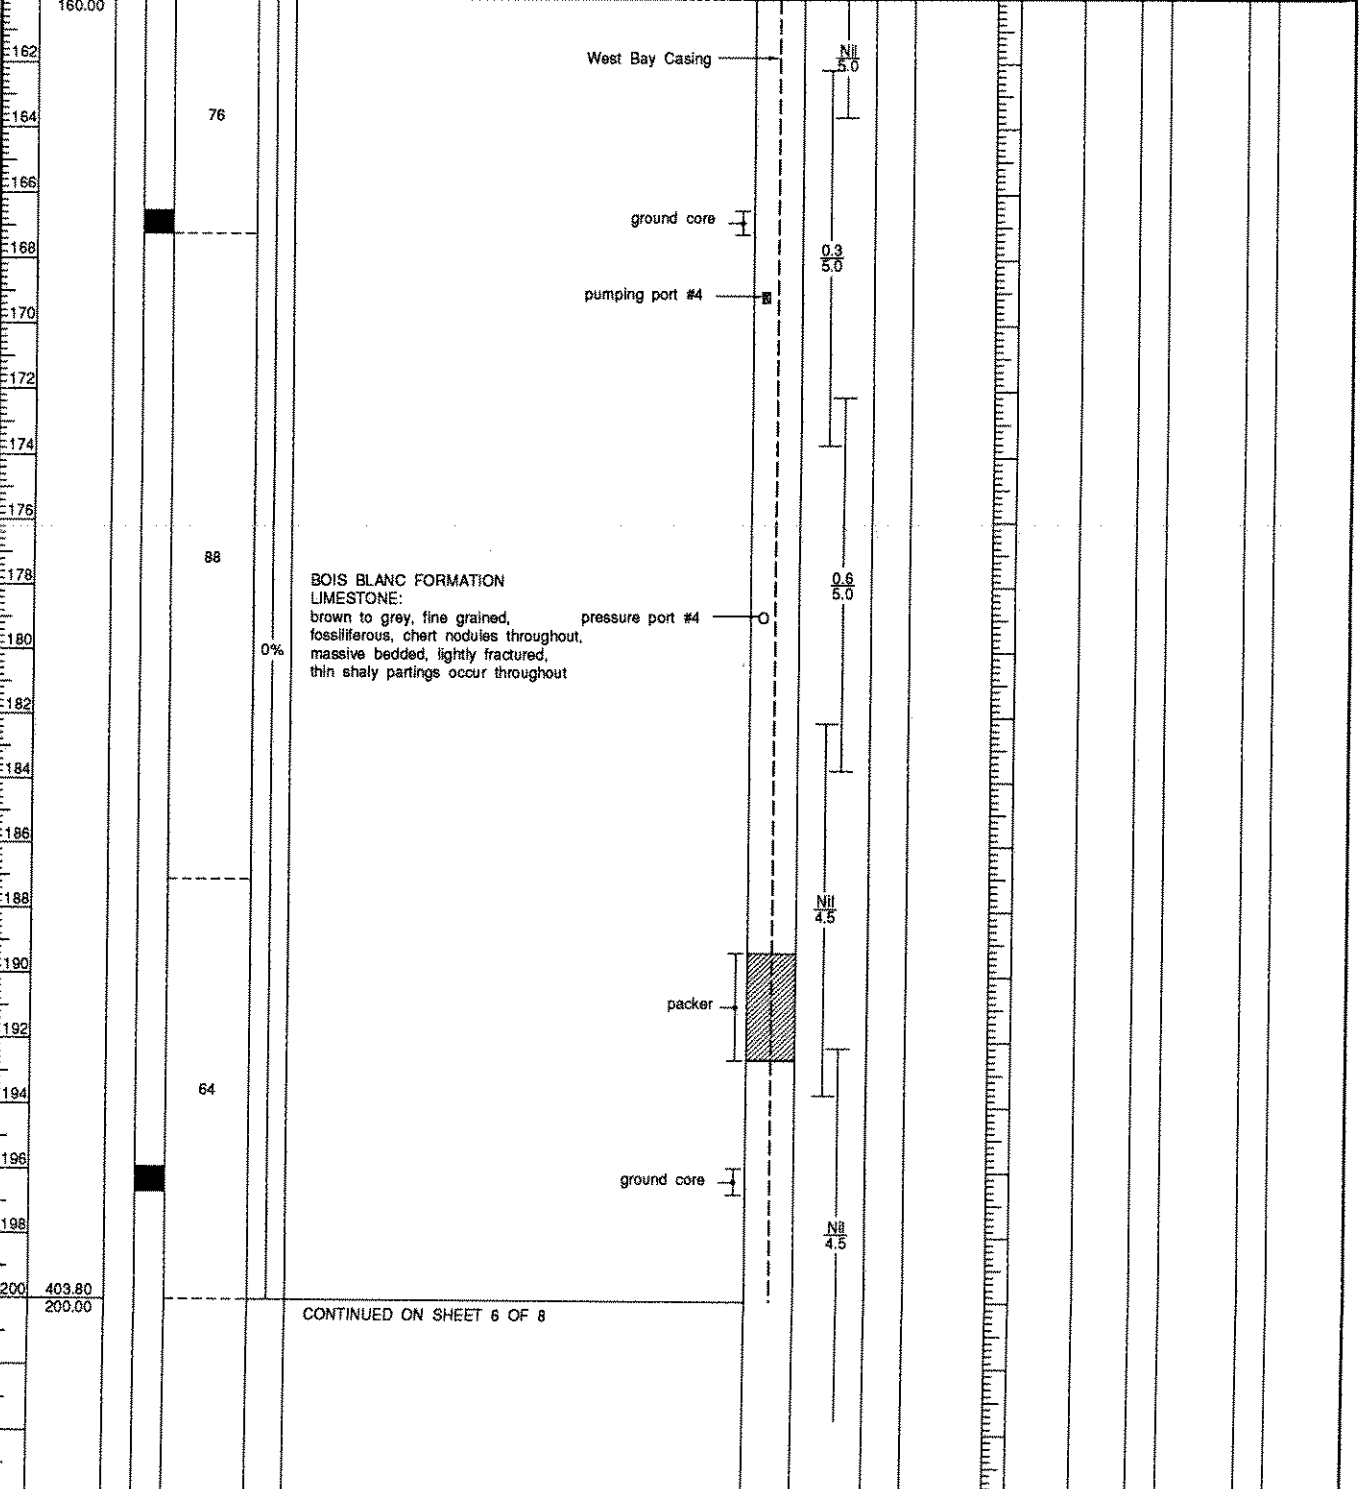 160.00
162
West Bay Casing
Nil
5.0
164
76
166
ground core
168
0.3
5.0
pumping port #4
170
172
174
176
88
178
BOIS BLANC FORMATION
0.6
5.0
LIMESTONE:
brown to grey, fine grained,
pressure port #4
fossiliferous, chert nodules throughout,
180
0%
massive bedded, lightly fractured,
thin shaly partings occur throughout
182
184
186
188
Nil
4.5
190
packer
192
194
64
196
ground core
198
Nil
4.5
200
403.80
200.00
CONTINUED ON SHEET 6 OF 8